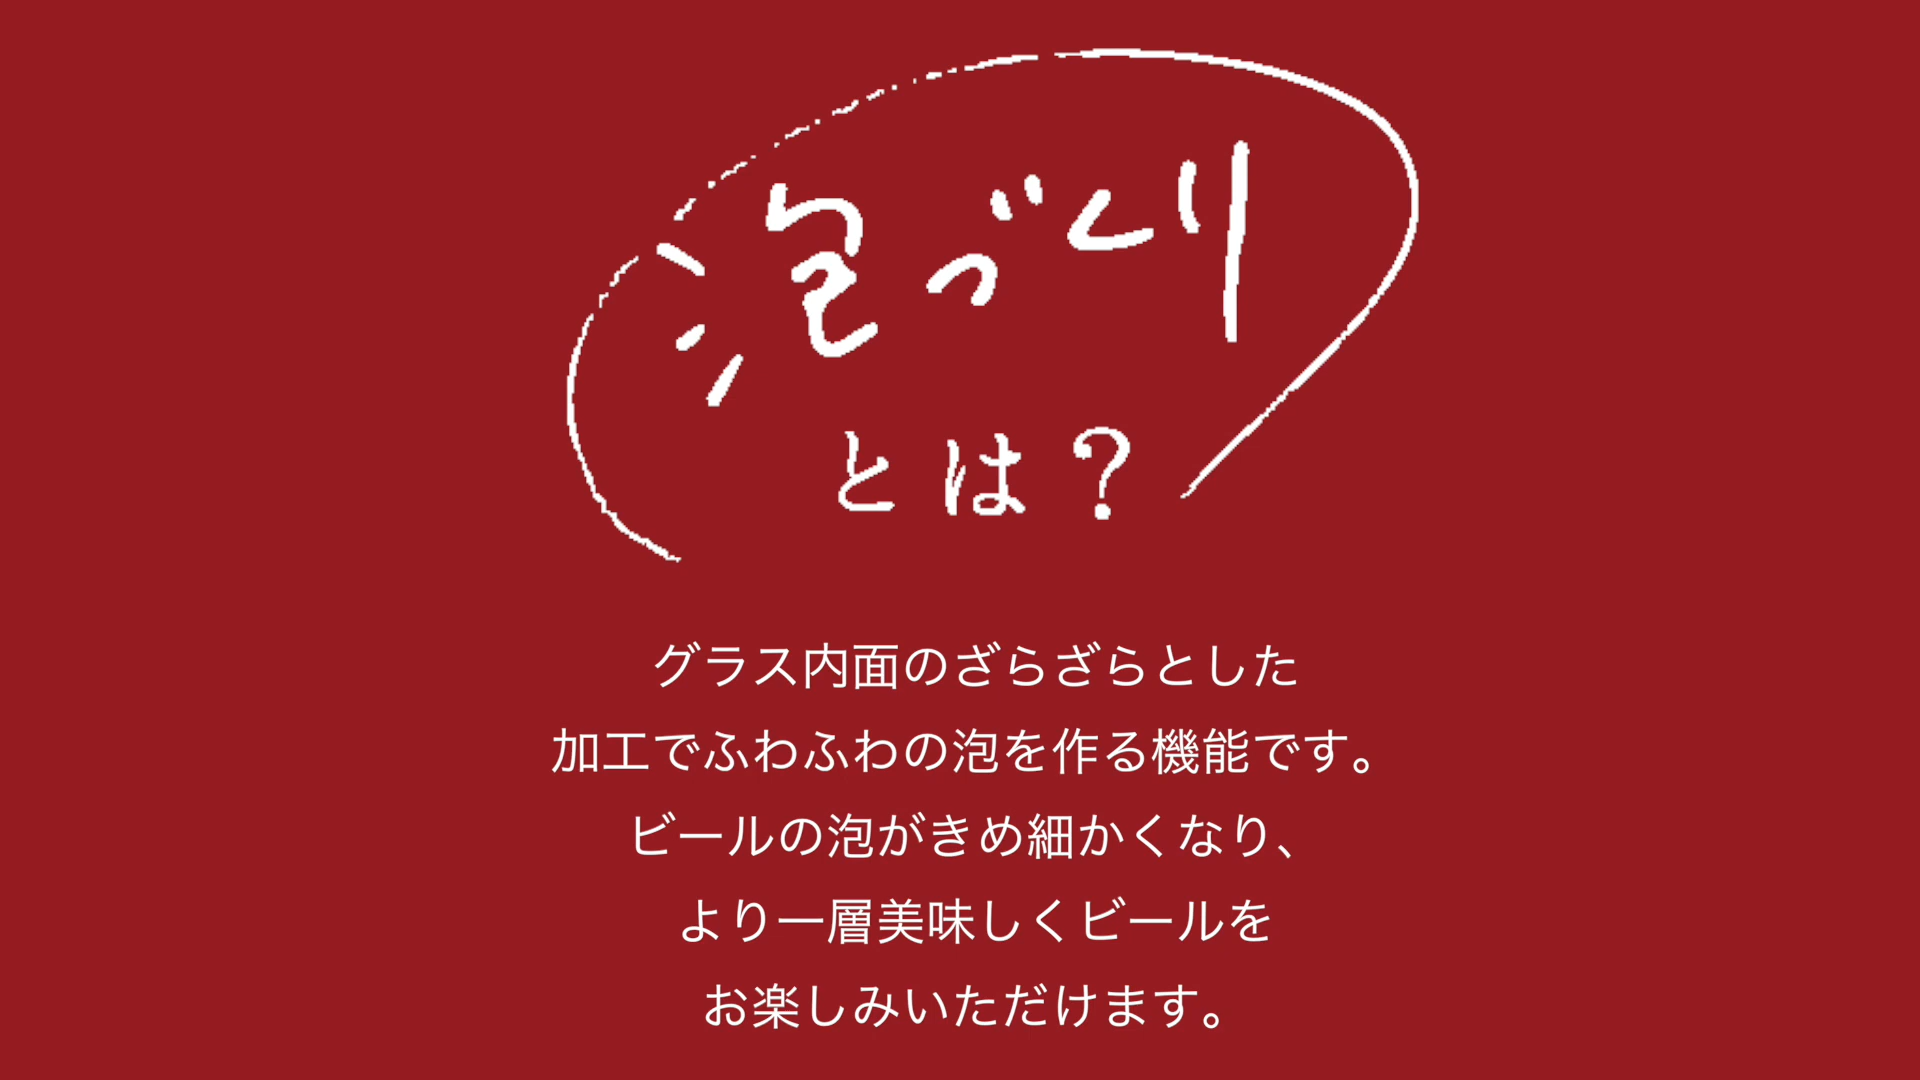 泡づくり
とは？
グラス内面のざらざらとした
加工でふわふわの泡を作る機能です。
ビールの泡がきめ細かくなり、
より一層美味しくビールを
お楽しみいただけます。